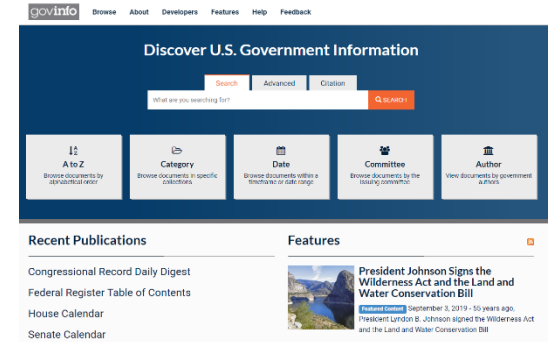 govinfo Browse About Developers Features Help Feedback
Discover U.S. Government Information
Search Advanced Citation
What are you searching for? SEARCH
A to Z
Browse documents by
alphabetical order
Category
Browse documents in specific
collections
Date
Browse documents within a
timeframe or date range
Committee
Browse documents by the
issuing committee
Author
View documents by government
authors
Recent Publications
Congressional Record Daily Digest
Federal Register Table of Contents
House Calendar
Senate Calendar
Features
President Johnson Signs the
Wilderness Act and the Land and
Water Conservation Bill
Featured Content September 3, 2019 - 55 years ago,
President Lyndon B. Johnson signed the Wilderness Act
and the Land and Water Conservation Bill